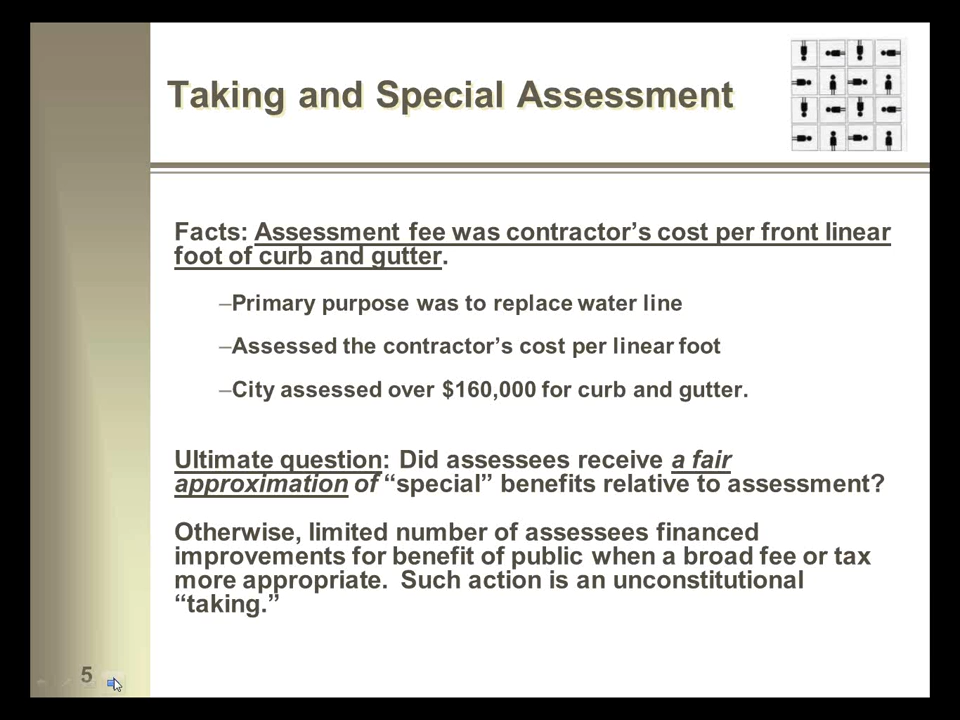 Taking and Special Assessment
Facts: Assessment fee was contractor’s cost per front linear
foot of curb and gutter.
–Primary purpose was to replace water line
–Assessed the contractor’s cost per linear foot
–City assessed over $160,000 for curb and gutter.
Ultimate question: Did assessees receive a fair
approximation of “special” benefits relative to assessment?
Otherwise, limited number of assessees financed
improvements for benefit of public when a broad fee or tax
more appropriate.  Such action is an unconstitutional
“taking.”
5